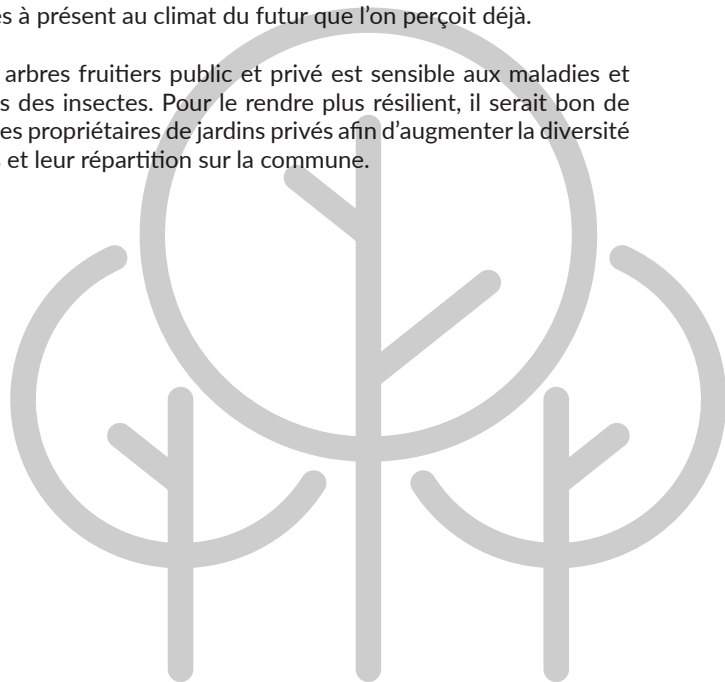 à présent au climat du futur que l’on perçoit déjà.
arbres fruitiers public et privé est sensible aux maladies et
des insectes. Pour le rendre plus résilient, il serait bon de
propriétaires de jardins privés afin d’augmenter la diversité
et leur répartition sur la commune.